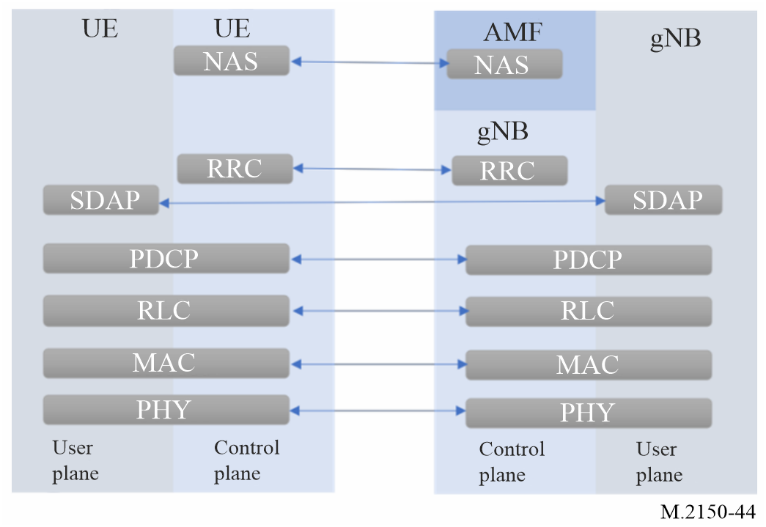 UE UE AMF gNB
NAS NAS
gNB
RRC RRC
SDAP SDAP
PDCP PDCP
RLC RLC
MAC MAC
PHY PHY
User Control Control User
plane plane plane plane
M.2150-44